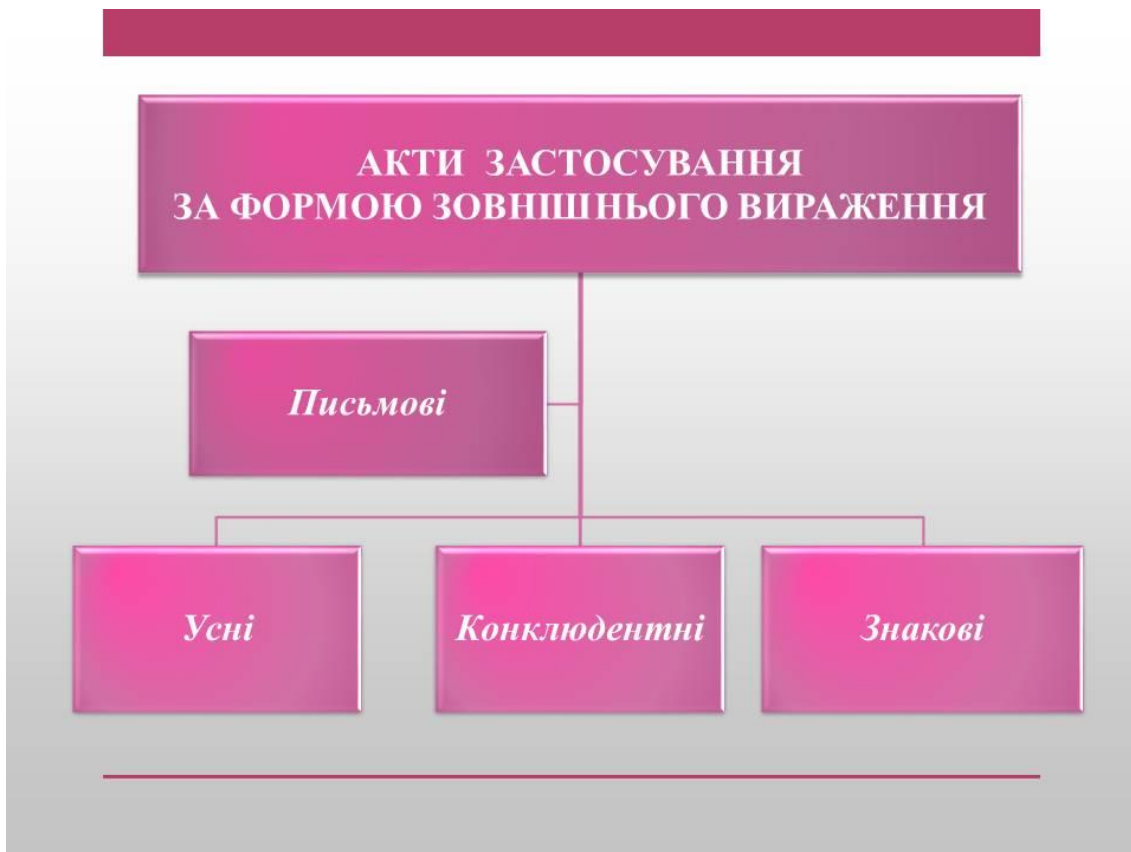 АКТИ ЗАСТОСУВАННЯ
ЗА ФОРМОЮ ЗОВНІШНЬОГО ВИРАЖЕННЯ
Письмові
Усні
Конклюдентні
Знакові